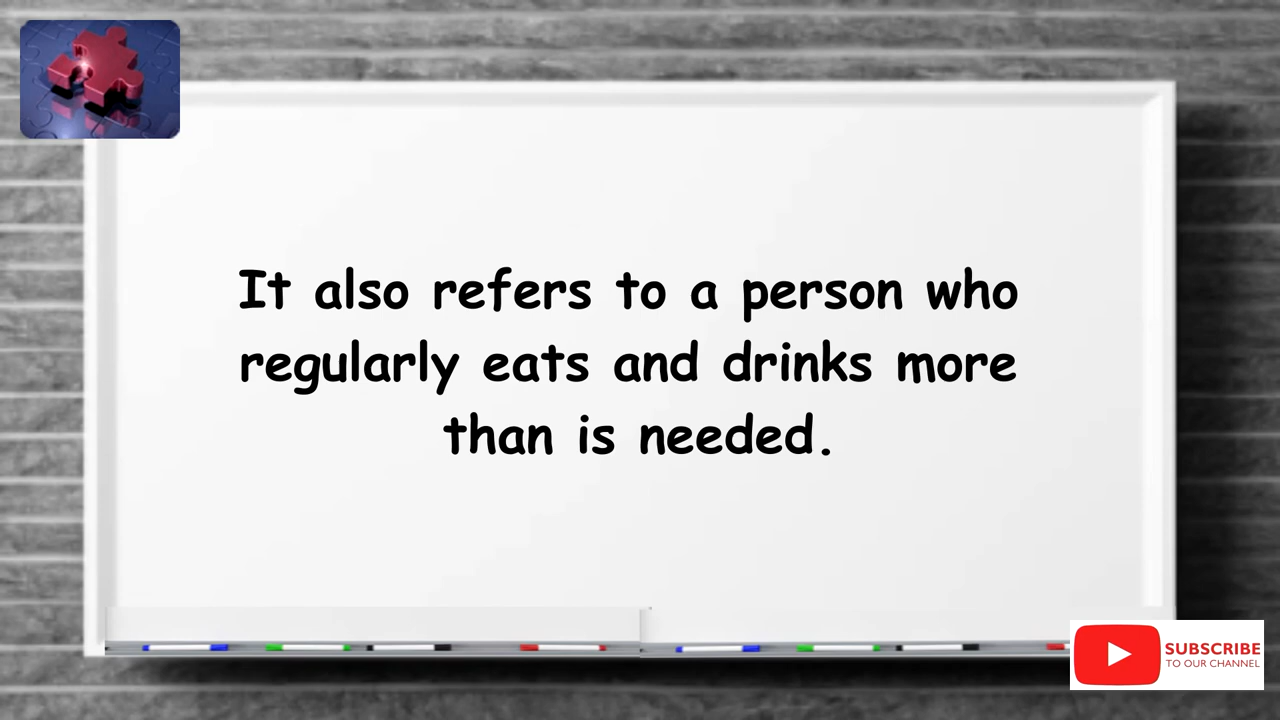 It also refers to a person who
regularly eats and drinks more
than is needed.
SUBSCRIBE
TO OUR CHANNEL